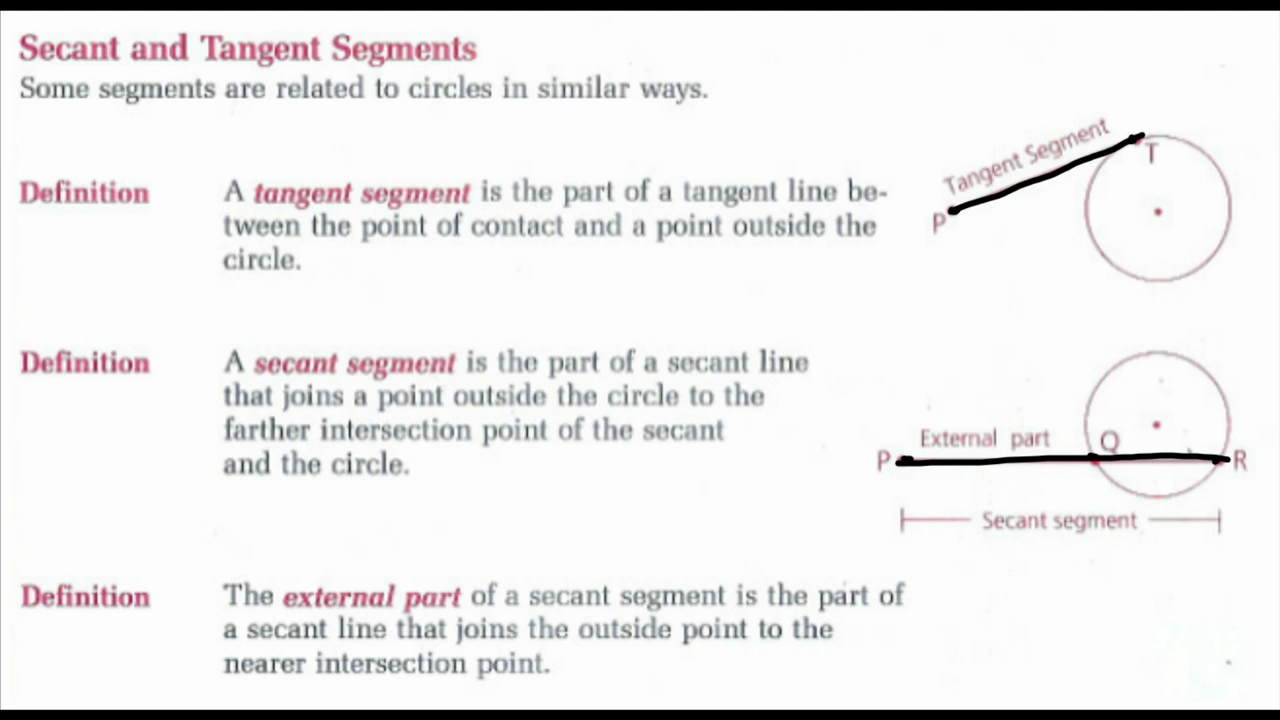 Secant and Tangent Segments
Some segments are related to circles in similar ways.
Definition
A tangent segment is the part of a tangent line be-
tween the point of contact and a point outside the
circle.
Tangent Segment
T
P
Definition
A secant segment is the part of a secant line
that joins a point outside the circle to the
farther intersection point of the secant
and the circle.
External part
Q
P
R
Secant segment
Definition
The external part of a secant segment is the part of
a secant line that joins the outside point to the
nearer intersection point.